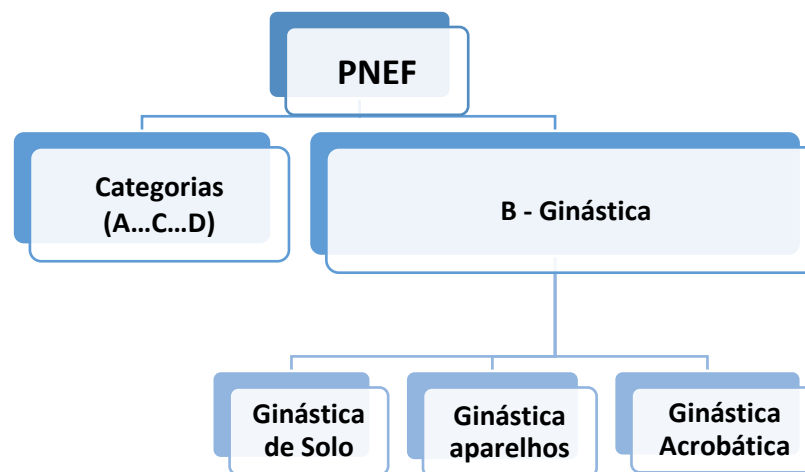 PNEF
Categorias
(A...C...D)
B - Ginástica
Ginástica
de Solo
Ginástica
aparelhos
Ginástica
Acrobática